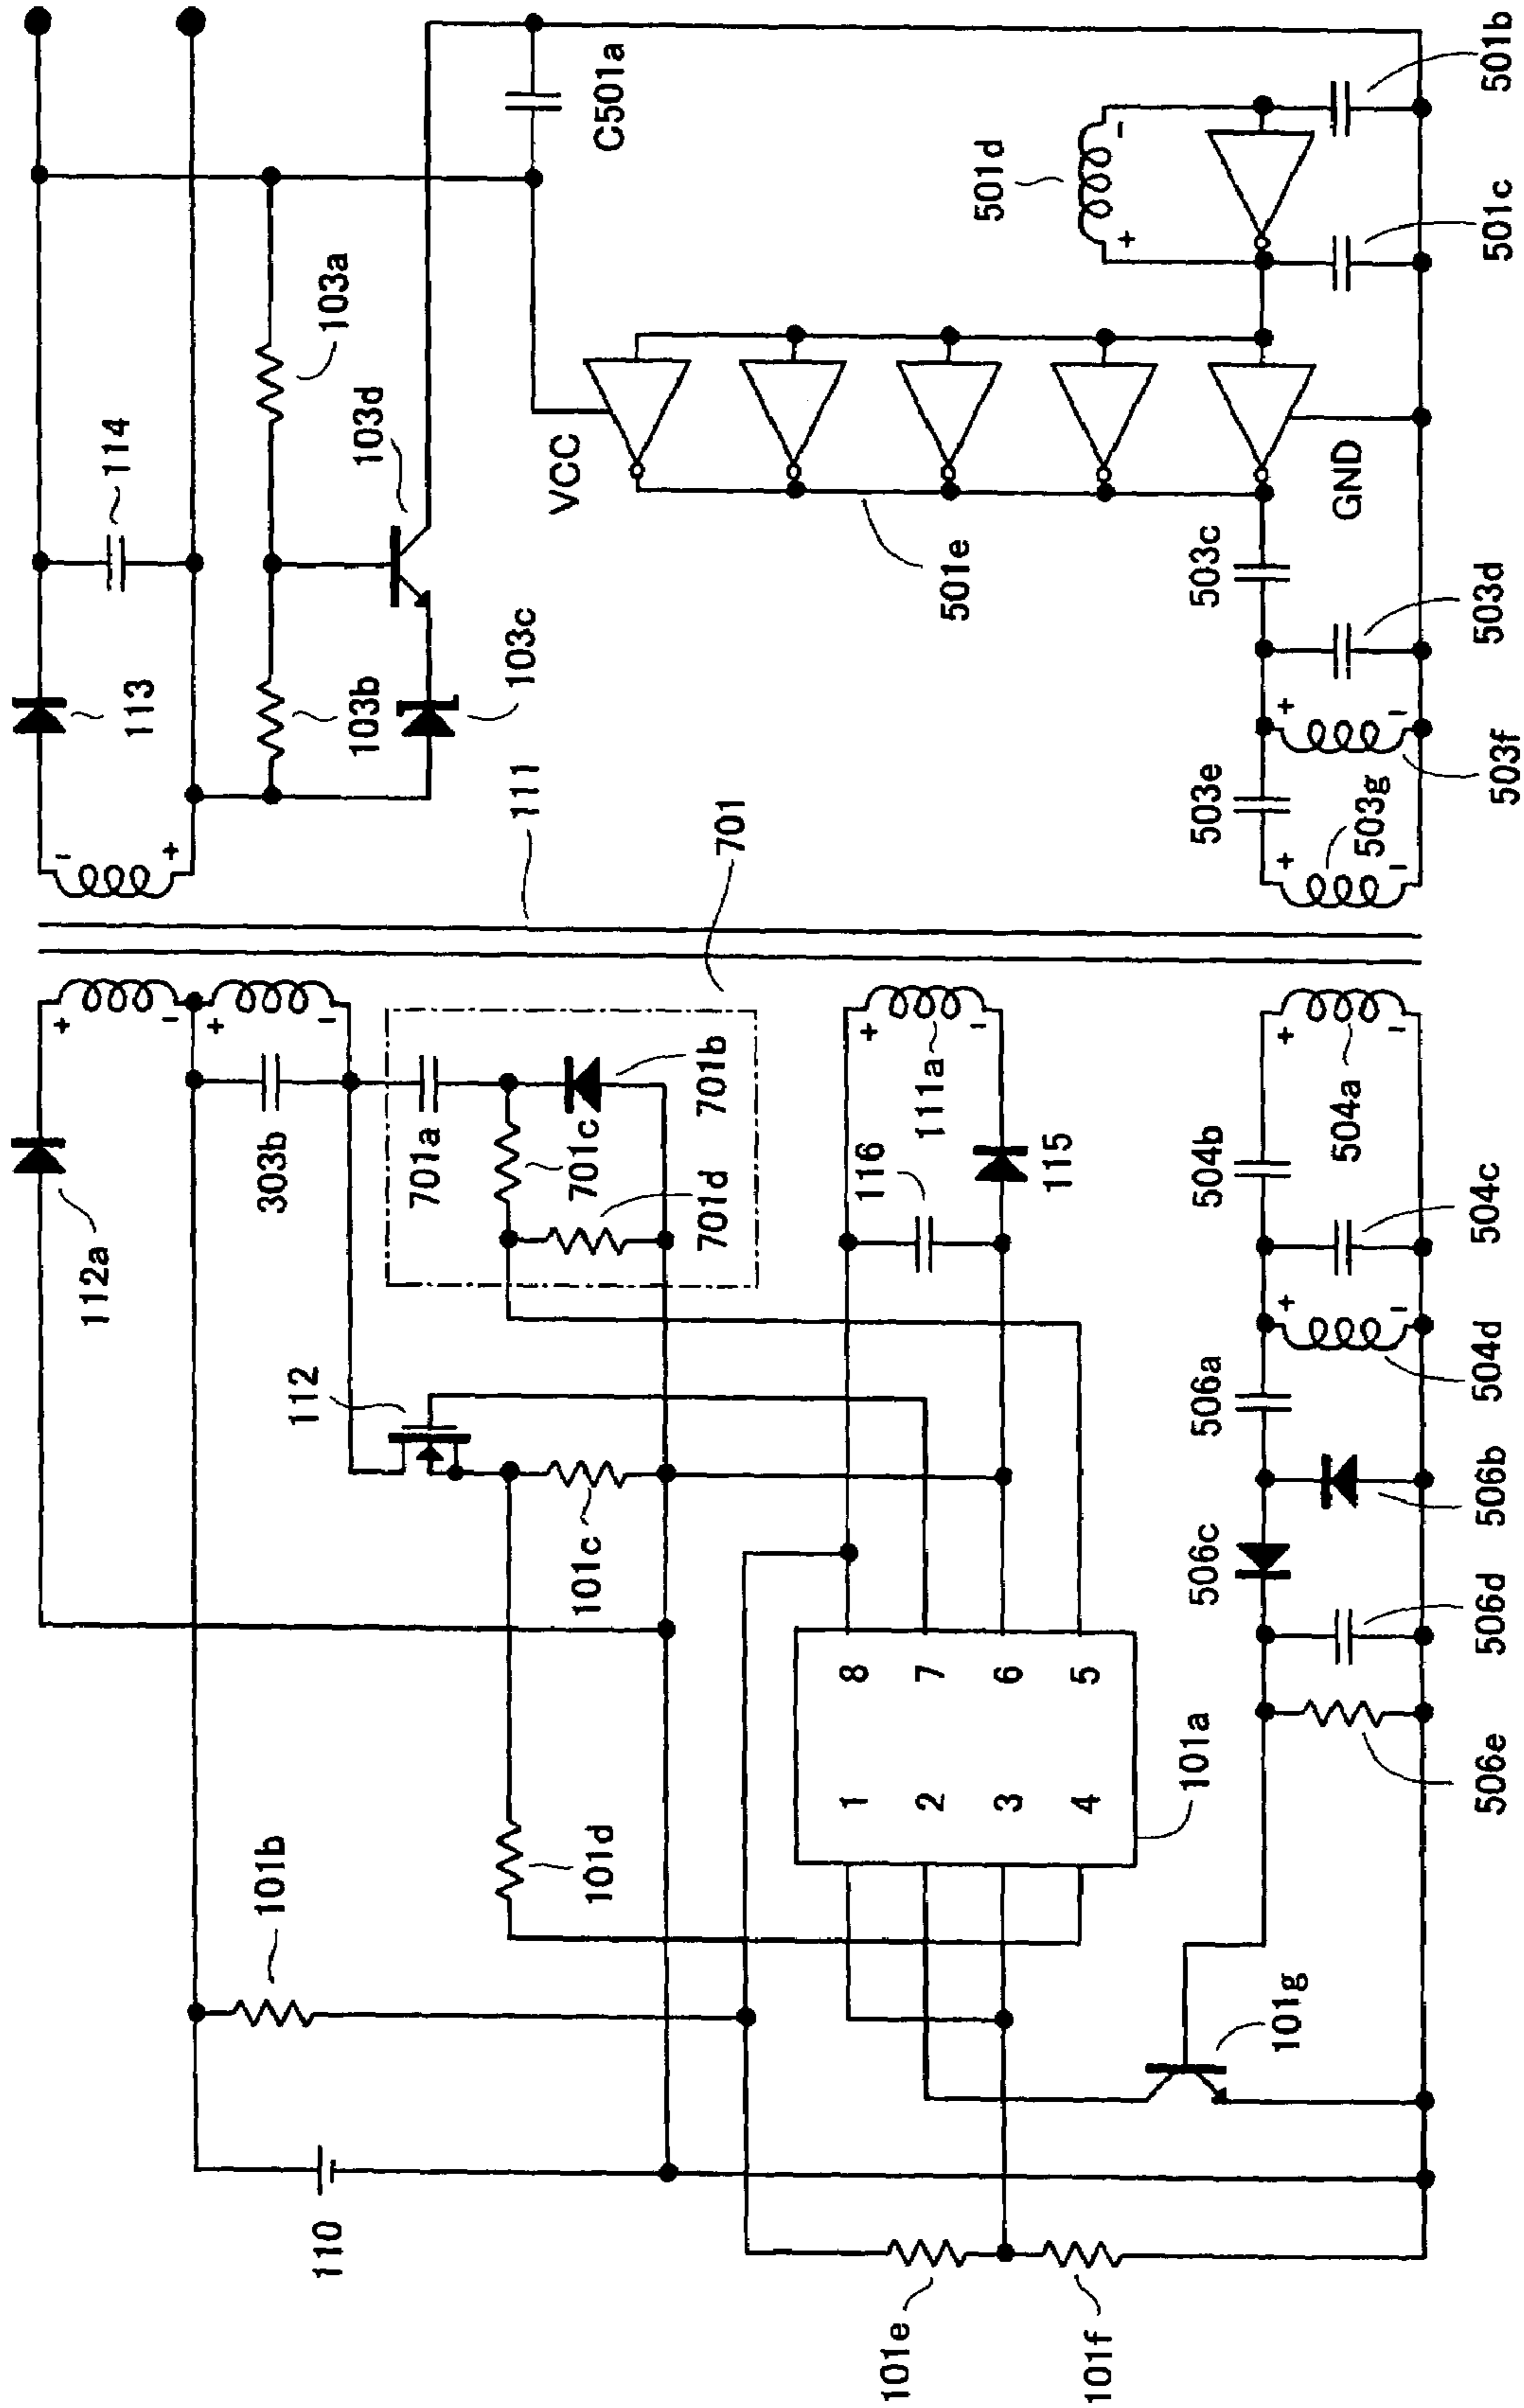 110
101b
112a
303b
113
114
103a
103b
103d
103c
C501a
101e
101f
101d
101c
112
701a
701b
701c
701d
701
111
VCC
501e
GND
501d
501b
501c
1
2
3
4
8
7
6
5
101a
116
111a
115
101g
506e
506d
506c
506b
506a
504d
504c
504b
504a
503g
503e
503f
503d
503c
+
-
+
-
-
+
+
-
+
-
+
-
+
-
+
-
+
-